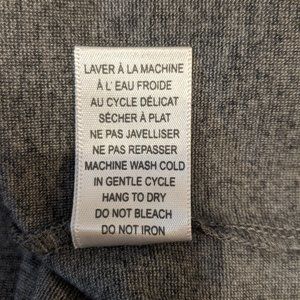 LAVER À LA MACHINE
À L' EAU FROIDE
AU CYCLE DÉLICAT
SÉCHER À PLAT
NE PAS JAVELLISER
NE PAS REPASSER
MACHINE WASH COLD
IN GENTLE CYCLE
HANG TO DRY
DO NOT BLEACH
DO NOT IRON